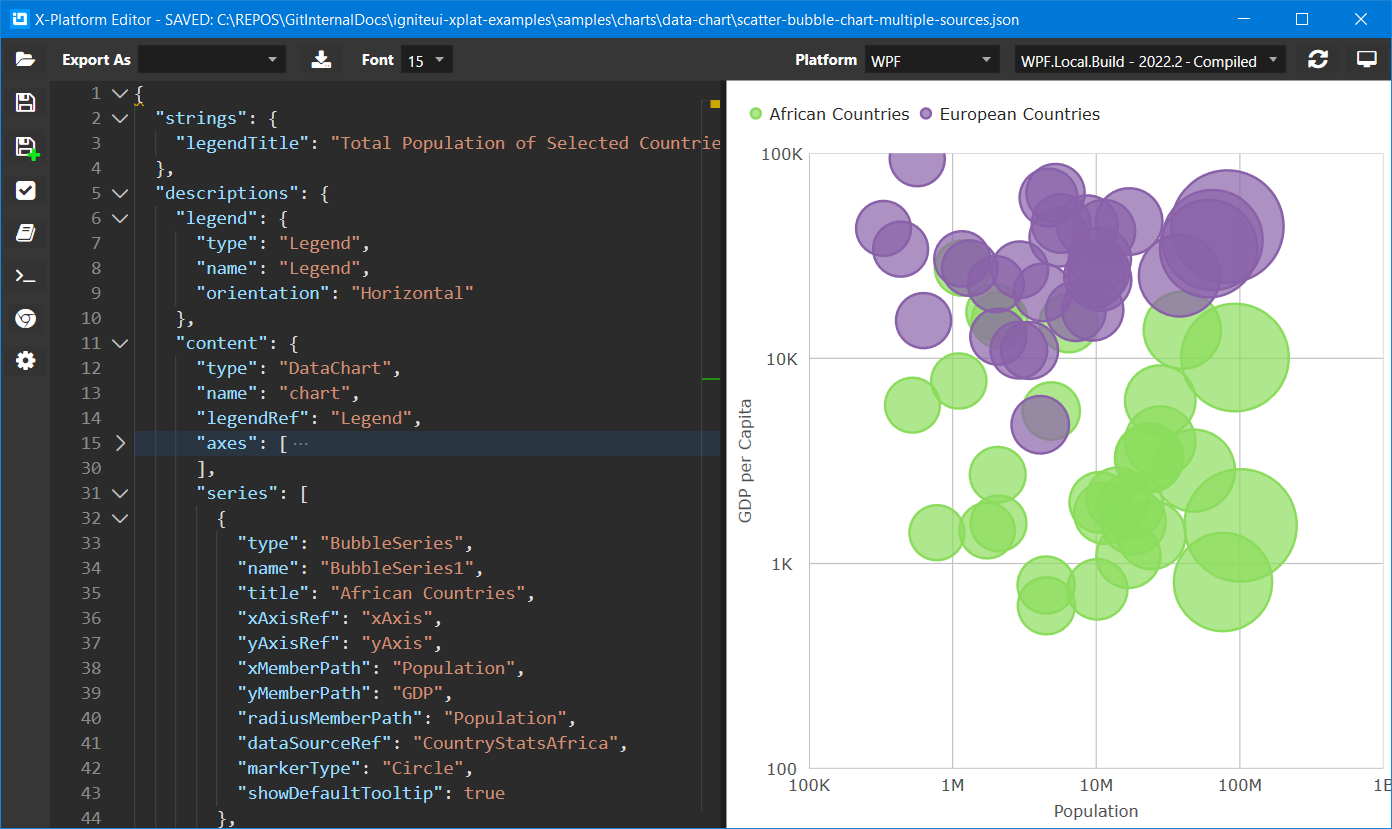 X-Platform Editor - SAVED: C:\REPOS\GitInternalDocs\igniteui-xplat-examples\samples\charts\data-chart\scatter-bubble-chart-multiple-sources.json
Export As Font 15 Platform WPF WPF.Local.Build - 2022.2 - Compiled
1 {
2 "strings": {
3 "legendTitle": "Total Population of Selected Countrie
4 },
5 "descriptions": {
6 "legend": {
7 "type": "Legend",
8 "name": "Legend",
9 "orientation": "Horizontal"
10 },
11 "content": {
12 "type": "DataChart",
13 "name": "chart",
14 "legendRef": "Legend",
15 "axes": [ ···
30 ],
31 "series": [
32 {
33 "type": "BubbleSeries",
34 "name": "BubbleSeries1",
35 "title": "African Countries",
36 "xAxisRef": "xAxis",
37 "yAxisRef": "yAxis",
38 "xMemberPath": "Population",
39 "yMemberPath": "GDP",
40 "radiusMemberPath": "Population",
41 "dataSourceRef": "CountryStatsAfrica",
42 "markerType": "Circle",
43 "showDefaultTooltip": true
44 },
African Countries European Countries
100K
10K
1K
100
GDP per Capita
100K 1M 10M 100M 1B
Population